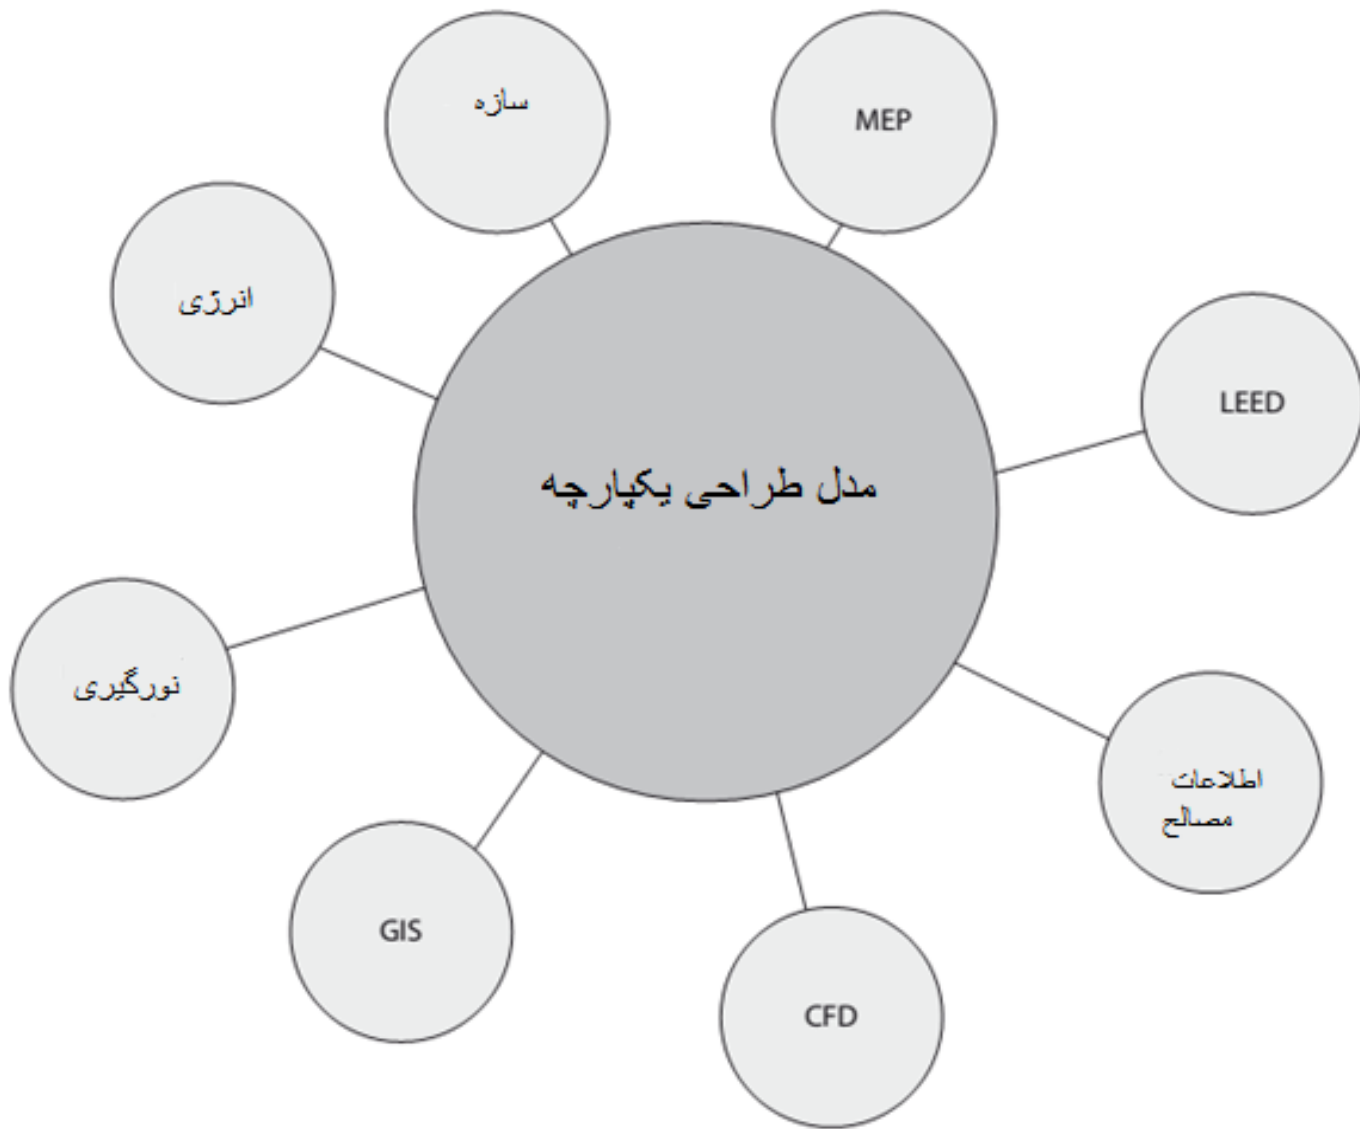 سازه
MEP
انرژی
LEED
مدل طراحی یکپارچه
نورگیری
اطلاعات
مصالح
GIS
CFD